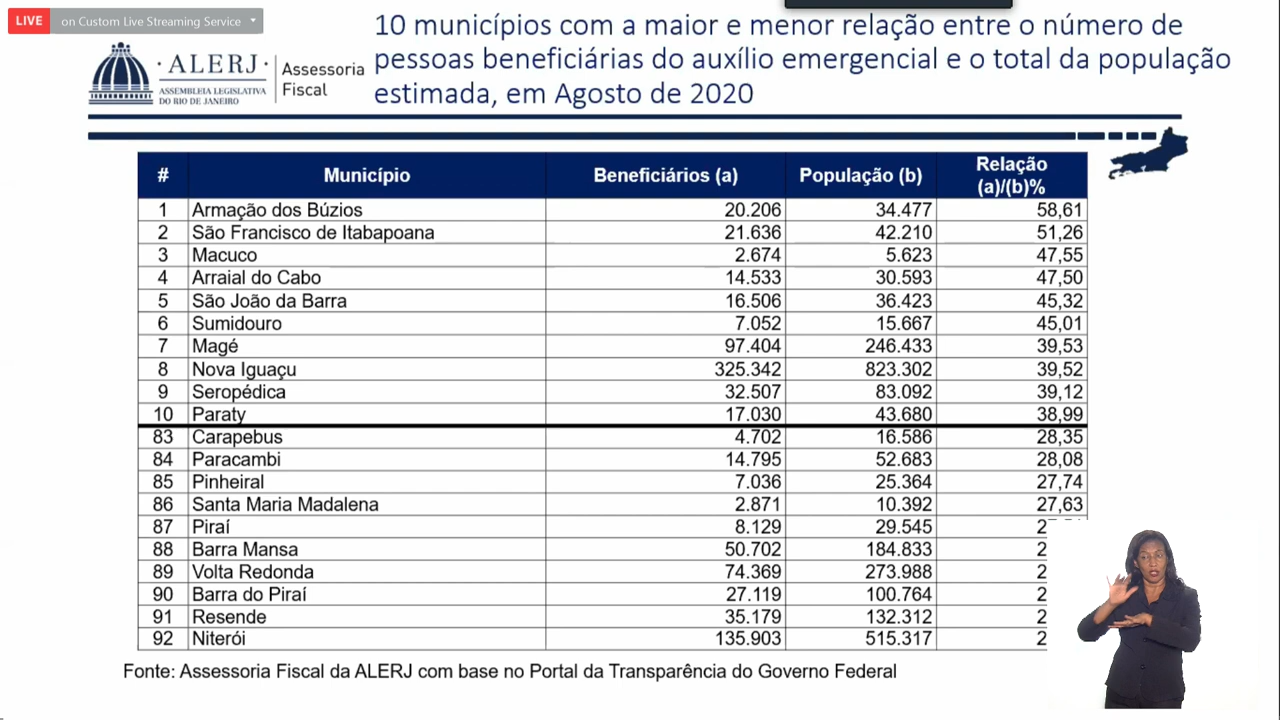 LIVE on Custom Live Streaming Service
10 municípios com a maior e menor relação entre o número de
pessoas beneficiárias do auxílio emergencial e o total da população
estimada, em Agosto de 2020
· ALERJ ·
ASSEMBLEIA LEGISLATIVA
DO RIO DE JANEIRO
Assessoria
Fiscal
# Município Beneficiários (a) População (b) Relação (a)/(b)%
1 Armação dos Búzios 20.206 34.477 58,61
2 São Francisco de Itabapoana 21.636 42.210 51,26
3 Macuco 2.674 5.623 47,55
4 Arraial do Cabo 14.533 30.593 47,50
5 São João da Barra 16.506 36.423 45,32
6 Sumidouro 7.052 15.667 45,01
7 Magé 97.404 246.433 39,53
8 Nova Iguaçu 325.342 823.302 39,52
9 Seropédica 32.507 83.092 39,12
10 Paraty 17.030 43.680 38,99
83 Carapebus 4.702 16.586 28,35
84 Paracambi 14.795 52.683 28,08
85 Pinheiral 7.036 25.364 27,74
86 Santa Maria Madalena 2.871 10.392 27,63
87 Piraí 8.129 29.545 2
88 Barra Mansa 50.702 184.833 2
89 Volta Redonda 74.369 273.988 2
90 Barra do Piraí 27.119 100.764 2
91 Resende 35.179 132.312 2
92 Niterói 135.903 515.317 2
Fonte: Assessoria Fiscal da ALERJ com base no Portal da Transparência do Governo Federal